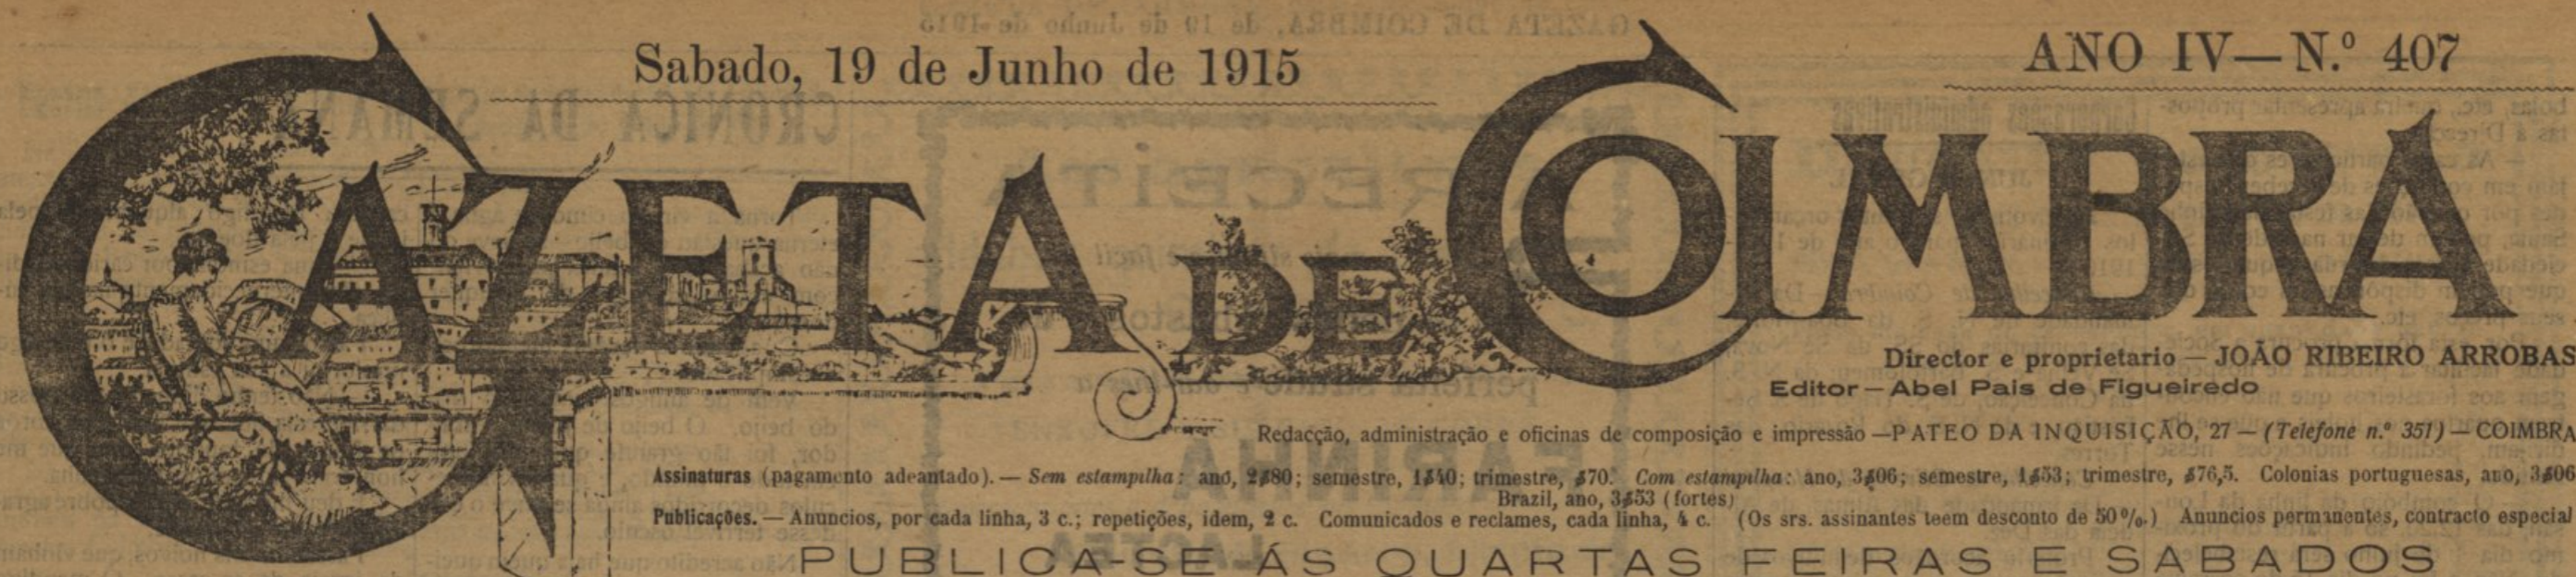 Sabado, 19 de Junho de 1915
ANO IV—N.º 407
GAZETA DE COIMBRA
Director e proprietario — JOÃO RIBEIRO ARROBAS
Editor — Abel Pais de Figueiredo
Redacção, administração e oficinas de composição e impressão —PATEO DA INQUISIÇÃO, 27 — (Telefone n.º 351) — COIMBRA
Assinaturas (pagamento adeantado). — Sem estampilha: ano, 2$80; semestre, 1$40; trimestre, $70. Com estampilha: ano, 3$06; semestre, 1$53; trimestre, $76,5. Colonias portuguesas, ano, 3$06
Brazil, ano, 3$53 (fortes)
Publicações. — Anuncios, por cada linha, 3 c.; repetições, idem, 2 c. Comunicados e reclames, cada linha, 4 c. (Os srs. assinantes teem desconto de 50%.) Anuncios permanentes, contracto especial
PUBLICA-SE ÁS QUARTAS FEIRAS E SABADOS